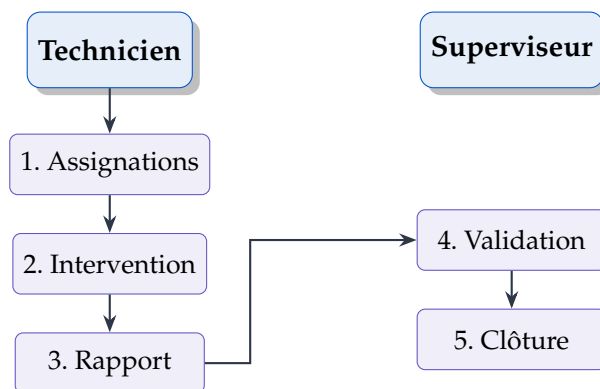 Technicien
Superviseur
1. Assignations
2. Intervention
4. Validation
3. Rapport
5. Clôture